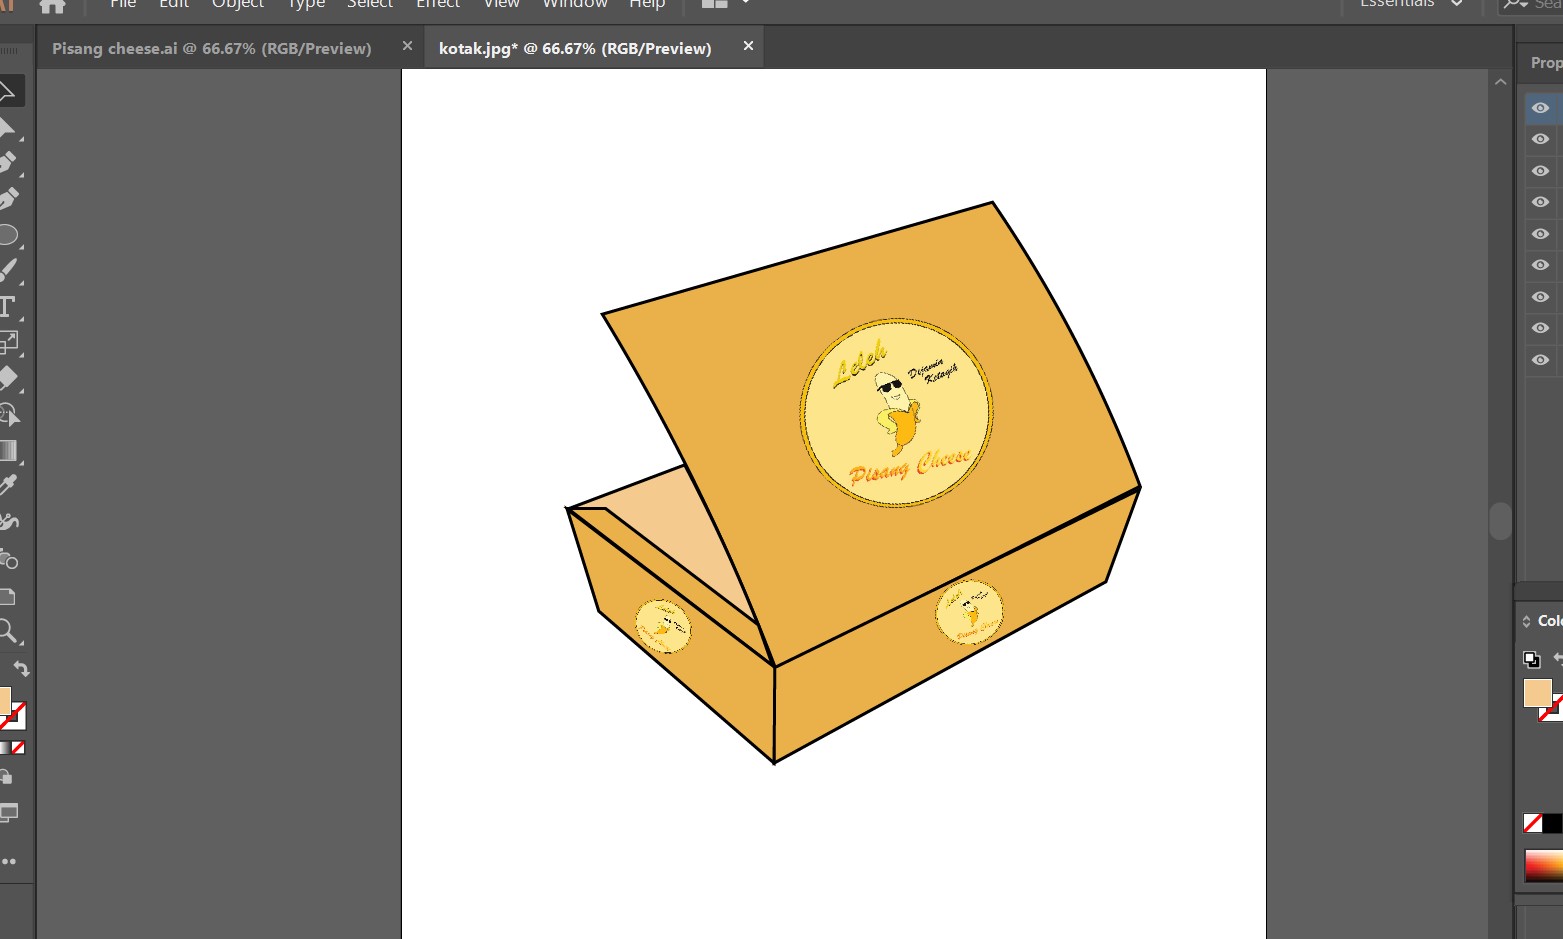 File Edit Object Type Select Effect View Window Help
Essentials
Sea
Pisang cheese.ai @ 66.67% (RGB/Preview) ×
kotak.jpg* @ 66.67% (RGB/Preview) ×
Prop
Leleh
Dijamin
Ketagih
Pisang Cheese
Colo